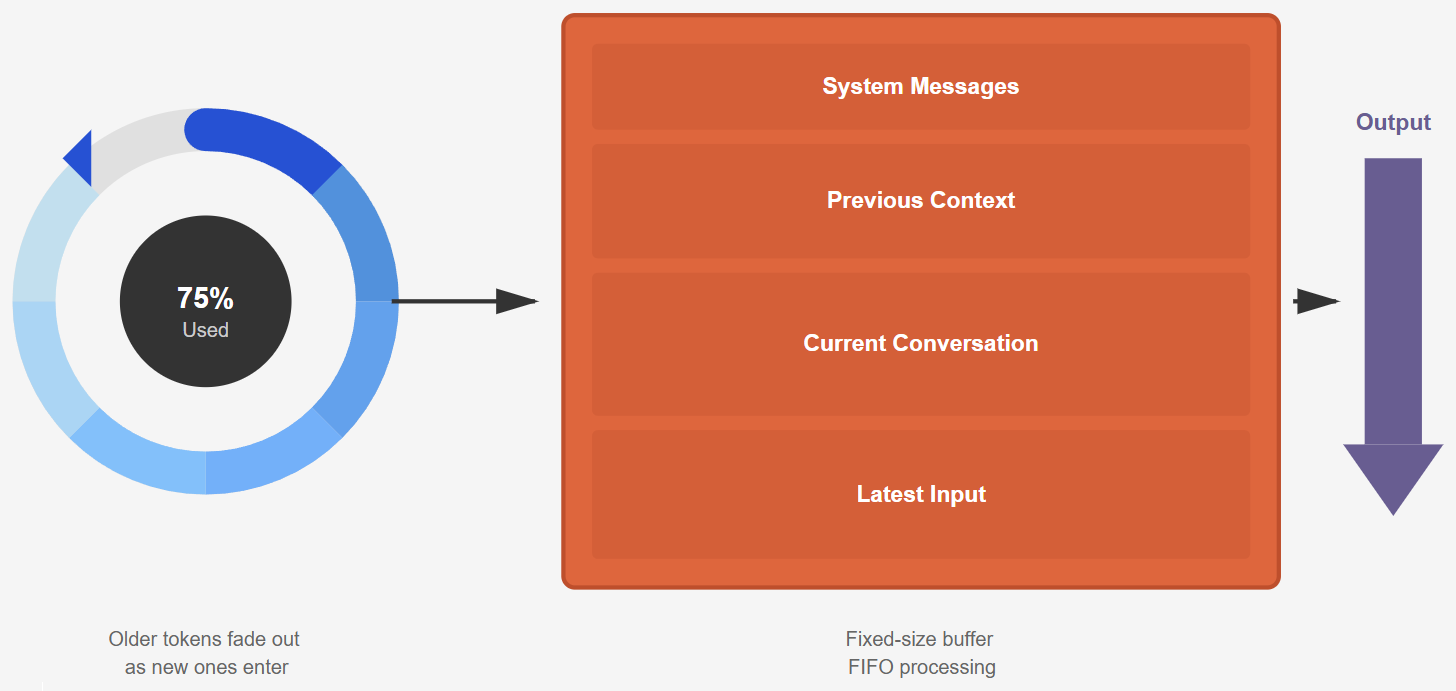 75%
Used
System Messages
Previous Context
Current Conversation
Latest Input
Output
Older tokens fade out
as new ones enter
Fixed-size buffer
FIFO processing